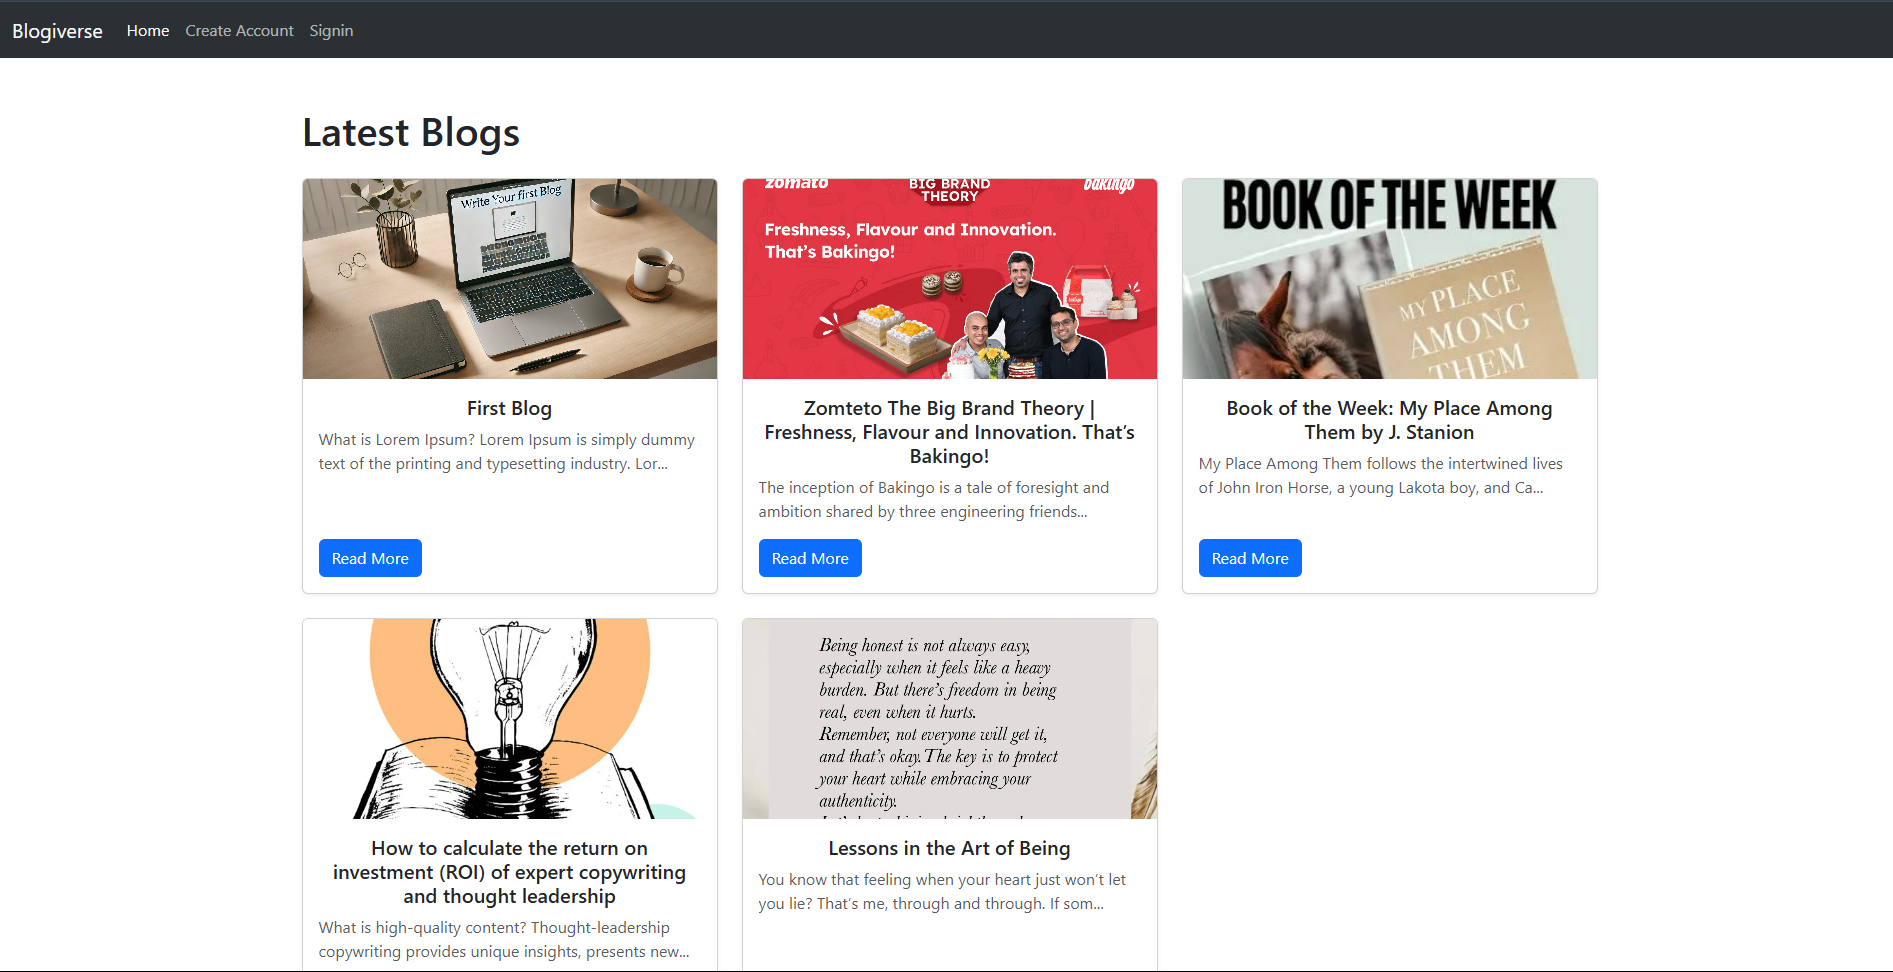 Blogiverse Home Create Account Signin
Latest Blogs
Write Your first Blog
First Blog
What is Lorem Ipsum? Lorem Ipsum is simply dummy
text of the printing and typesetting industry. Lor...
Read More
zomato BIG BRAND bakingo
THEORY
Freshness, Flavour and Innovation.
That's Bakingo!
Zomteto The Big Brand Theory |
Freshness, Flavour and Innovation. That’s
Bakingo!
The inception of Bakingo is a tale of foresight and
ambition shared by three engineering friends...
Read More
BOOK OF THE WEEK
MY PLACE
AMONG
THEM
Book of the Week: My Place Among
Them by J. Stanion
My Place Among Them follows the intertwined lives
of John Iron Horse, a young Lakota boy, and Ca...
Read More
How to calculate the return on
investment (ROI) of expert copywriting
and thought leadership
What is high-quality content? Thought-leadership
copywriting provides unique insights, presents new...
Being honest is not always easy,
especially when it feels like a heavy
burden. But there's freedom in being
real, even when it hurts.
Remember, not everyone will get it,
and that's okay. The key is to protect
your heart while embracing your
authenticity.
Lessons in the Art of Being
You know that feeling when your heart just won’t let
you lie? That’s me, through and through. If som...